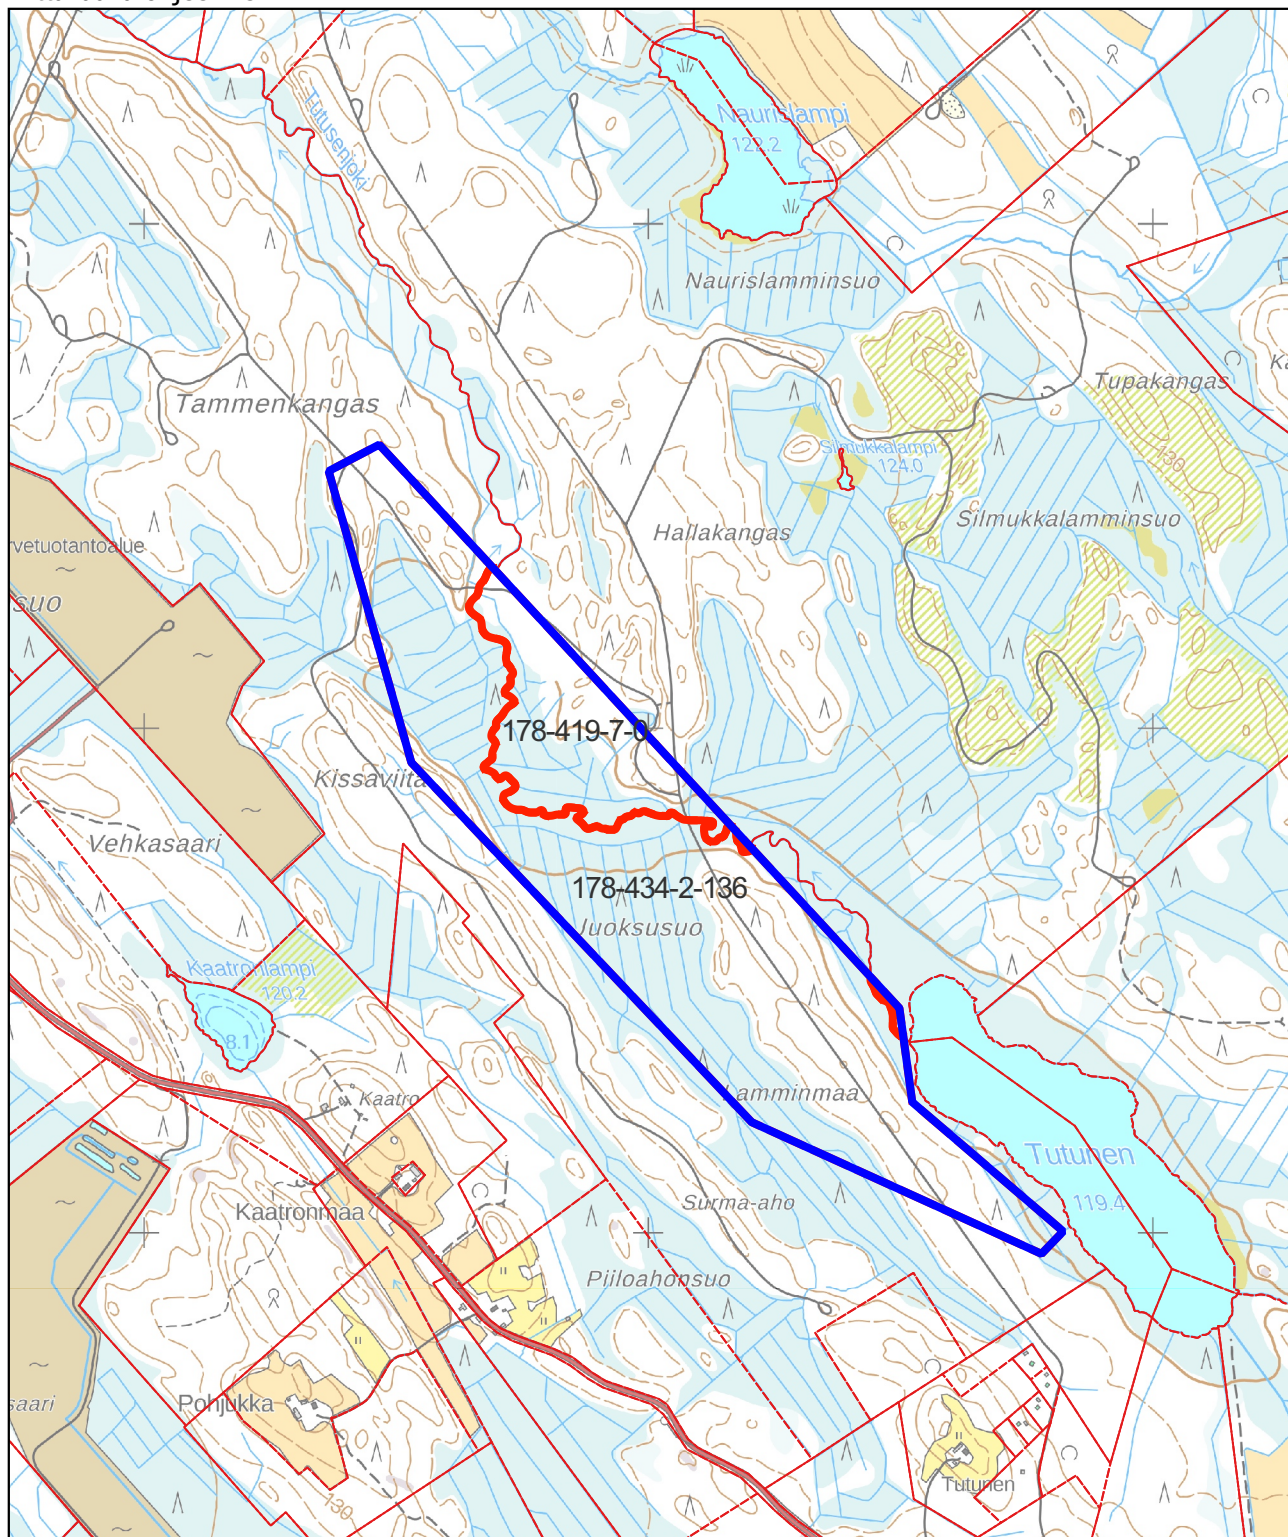 Tutusenjoki
Naurislampi
122.2
Naurislamminsuo
Tammenkangas
Tupakangas
Silmukkalampi
124.0
130
Hallakangas
Silmukkalamminsuo
vetuotantoalue
suo
178-419-7-0
Kissaviita
Vehkasaari
178-434-2-136
Juoksusuo
Kaatronlampi
120.2
8.1
Kaatro
Lamminmaa
Tutunen
119.4
Surma-aho
Kaatronmaa
Piiloahonsuo
saari
Pohjukka
130
Tutunen